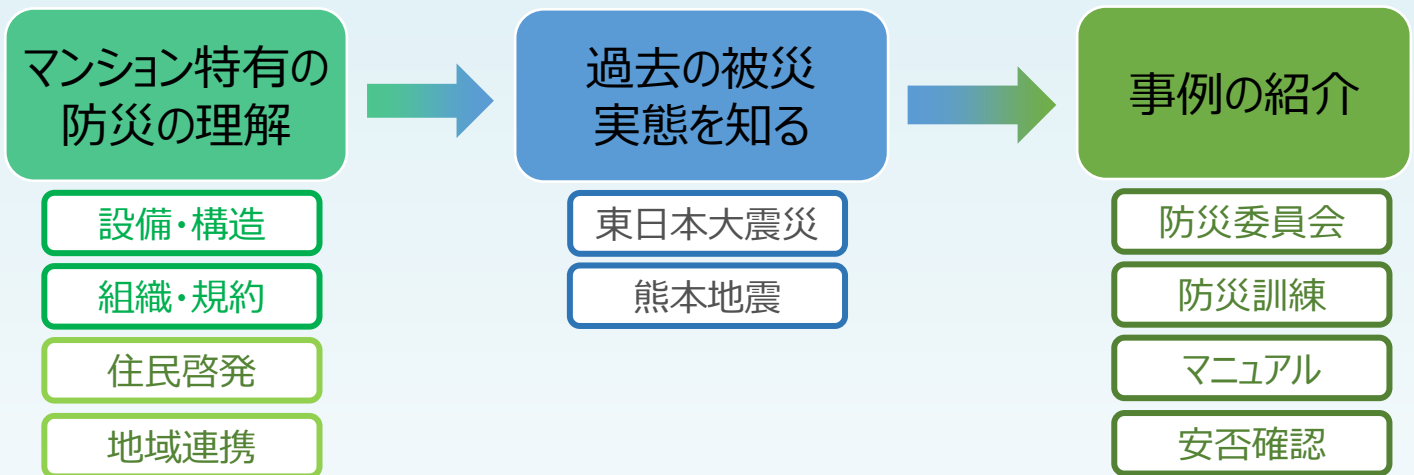 マンション特有の
防災の理解
設備・構造
組織・規約
住民啓発
地域連携
過去の被災
実態を知る
東日本大震災
熊本地震
事例の紹介
防災委員会
防災訓練
マニュアル
安否確認